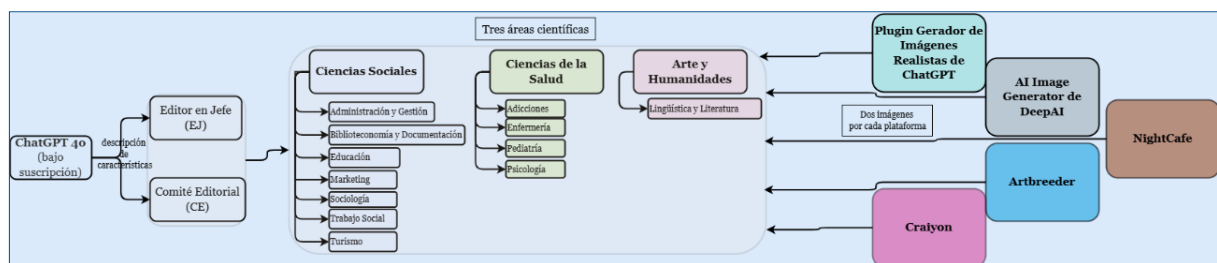 Tres áreas científicas
ChatGPT 4o
(bajo
suscripción)
descripción
de
características
Editor en Jefe
(EJ)
Comité Editorial
(CE)
Ciencias Sociales
Administración y Gestión
Biblioteconomía y Documentación
Educación
Marketing
Sociología
Trabajo Social
Turismo
Ciencias de la
Salud
Adicciones
Enfermería
Pediatría
Psicología
Arte y
Humanidades
Lingüística y Literatura
Plugin Gerador de
Imágenes
Realistas de
ChatGPT
AI Image
Generator de
DeepAI
Dos imágenes
por cada plataforma
NightCafe
Artbreeder
Craiyon